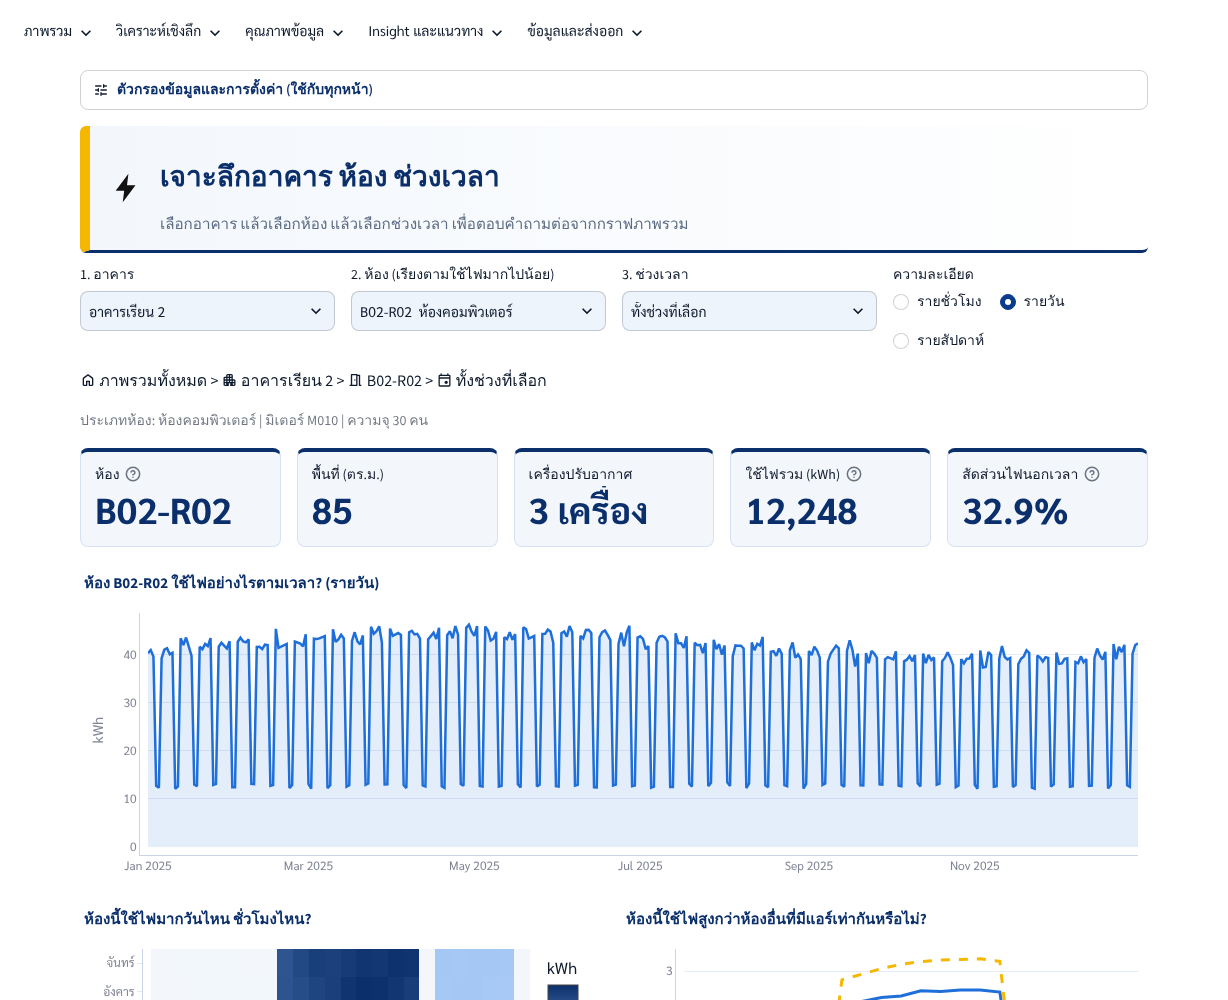 ภาพรวม วิเคราะห์เชิงลึก คุณภาพข้อมูล Insight และแนวทาง ข้อมูลและส่งออก
ตัวกรองข้อมูลและการตั้งค่า (ใช้กับทุกหน้า)
เจาะลึกอาคาร ห้อง ช่วงเวลา
เลือกอาคาร แล้วเลือกห้อง แล้วเลือกช่วงเวลา เพื่อตอบคำถามต่อจากกราฟภาพรวม
1. อาคาร 2. ห้อง (เรียงตามใช้ไฟมากไปน้อย) 3. ช่วงเวลา ความละเอียด
อาคารเรียน 2 B02-R02 ห้องคอมพิวเตอร์ ทั้งช่วงที่เลือก รายชั่วโมง รายวัน
รายสัปดาห์
ภาพรวมทั้งหมด > อาคารเรียน 2 > B02-R02 > ทั้งช่วงที่เลือก
ประเภทห้อง: ห้องคอมพิวเตอร์ | มิเตอร์ M010 | ความจุ 30 คน
ห้อง พื้นที่ (ตร.ม.) เครื่องปรับอากาศ ใช้ไฟรวม (kWh) สัดส่วนไฟนอกเวลา
B02-R02 85 3 เครื่อง 12,248 32.9%
ห้อง B02-R02 ใช้ไฟอย่างไรตามเวลา? (รายวัน)
40
30
kWh
20
10
0
Jan 2025 Mar 2025 May 2025 Jul 2025 Sep 2025 Nov 2025
ห้องนี้ใช้ไฟมากวันไหน ชั่วโมงไหน? ห้องนี้ใช้ไฟสูงกว่าห้องอื่นที่มีแอร์เท่ากันหรือไม่?
จันทร์ kWh 3
อังคาร